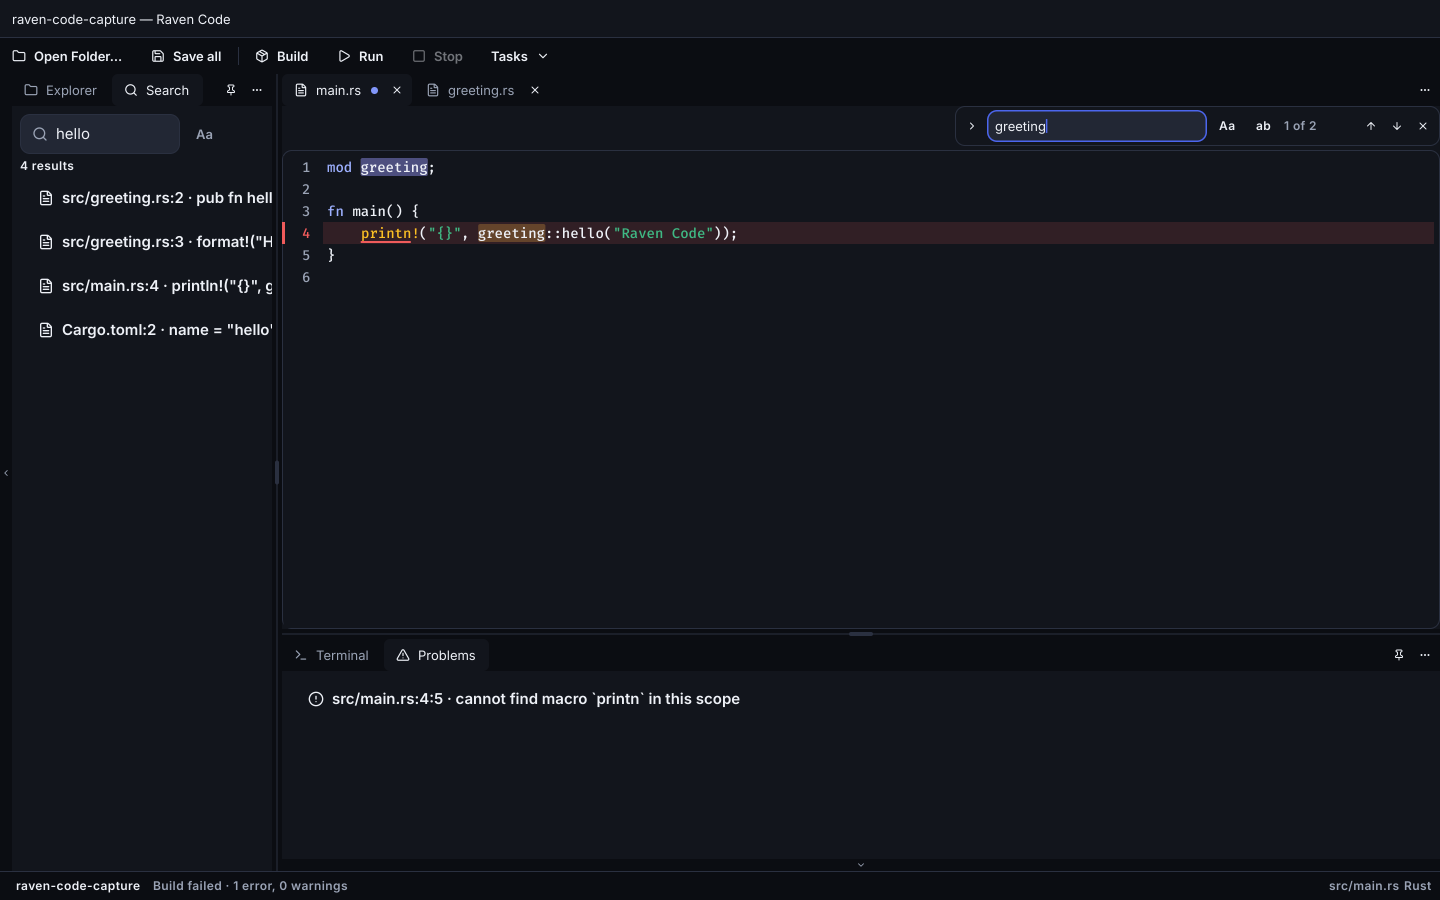 raven-code-capture — Raven Code
Open Folder... Save all Build Run Stop Tasks
Explorer Search
main.rs greeting.rs
hello Aa
greeting Aa ab 1 of 2
4 results
src/greeting.rs:2 · pub fn hell
src/greeting.rs:3 · format!("H
src/main.rs:4 · println!("{}", g
Cargo.toml:2 · name = "hello"
1 mod greeting;
2
3 fn main() {
4     printn!("{}", greeting::hello("Raven Code"));
5 }
6
Terminal Problems
src/main.rs:4:5 · cannot find macro `printn` in this scope
raven-code-capture Build failed · 1 error, 0 warnings
src/main.rs Rust